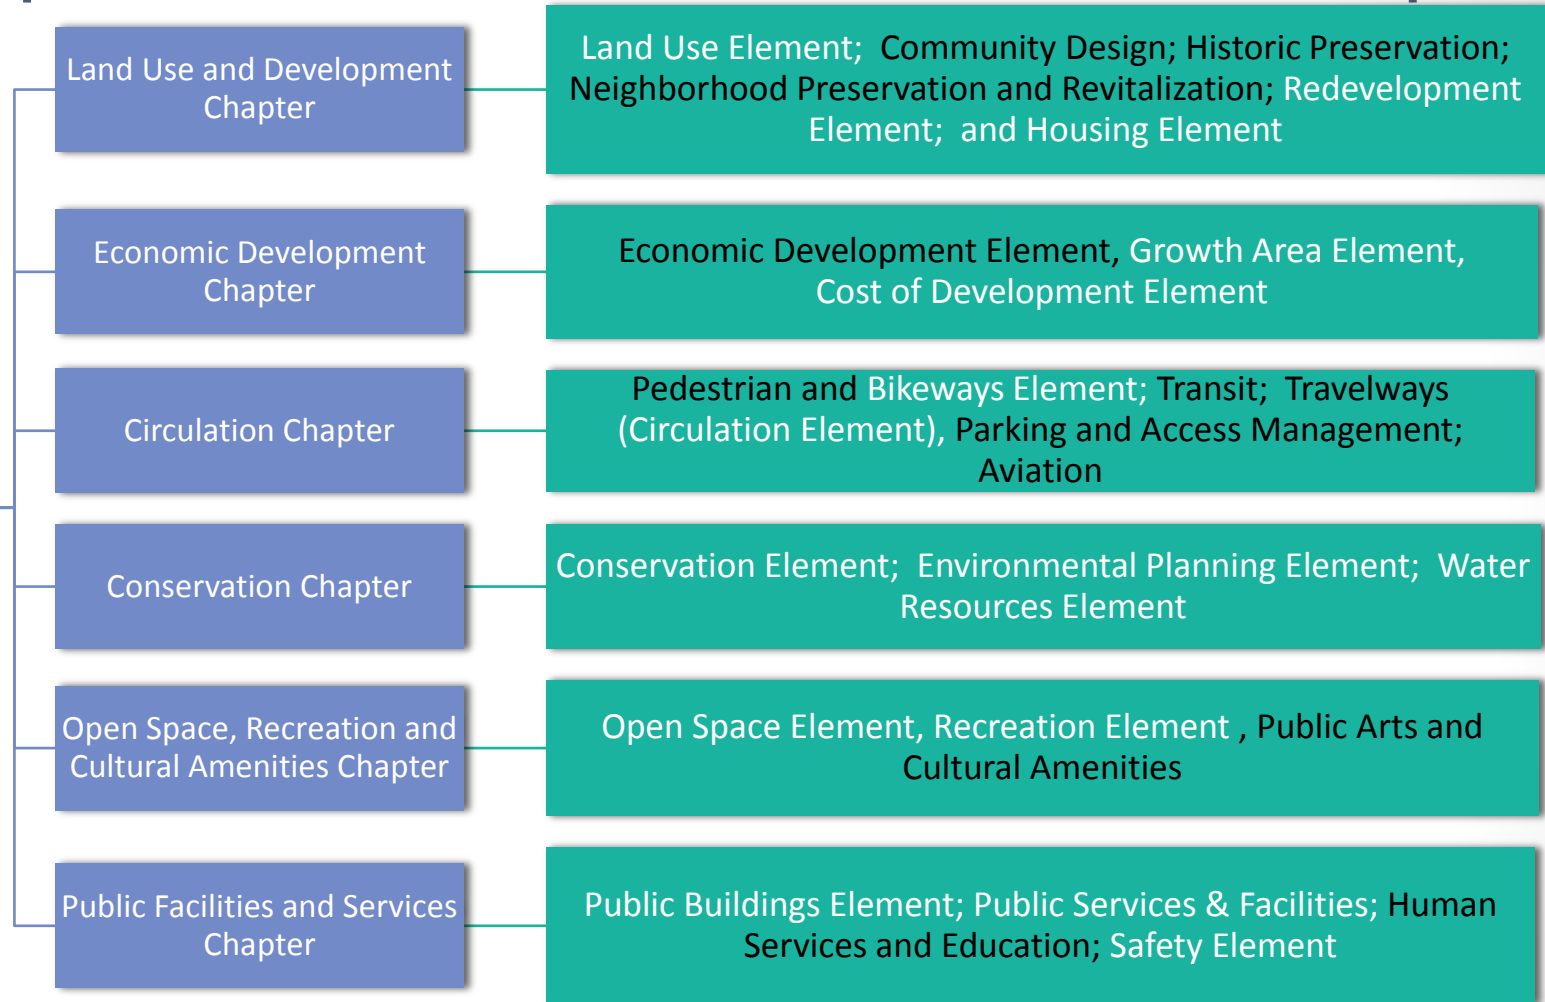 Land Use and Development
Chapter
Land Use Element;  Community Design; Historic Preservation;
Neighborhood Preservation and Revitalization; Redevelopment
Element;  and Housing Element
Economic Development
Chapter
Economic Development Element, Growth Area Element,
Cost of Development Element
Circulation Chapter
Pedestrian and Bikeways Element; Transit;  Travelways
(Circulation Element), Parking and Access Management;
Aviation
Conservation Chapter
Conservation Element;  Environmental Planning Element;  Water
Resources Element
Open Space, Recreation and
Cultural Amenities Chapter
Open Space Element, Recreation Element , Public Arts and
Cultural Amenities
Public Facilities and Services
Chapter
Public Buildings Element; Public Services & Facilities; Human
Services and Education; Safety Element